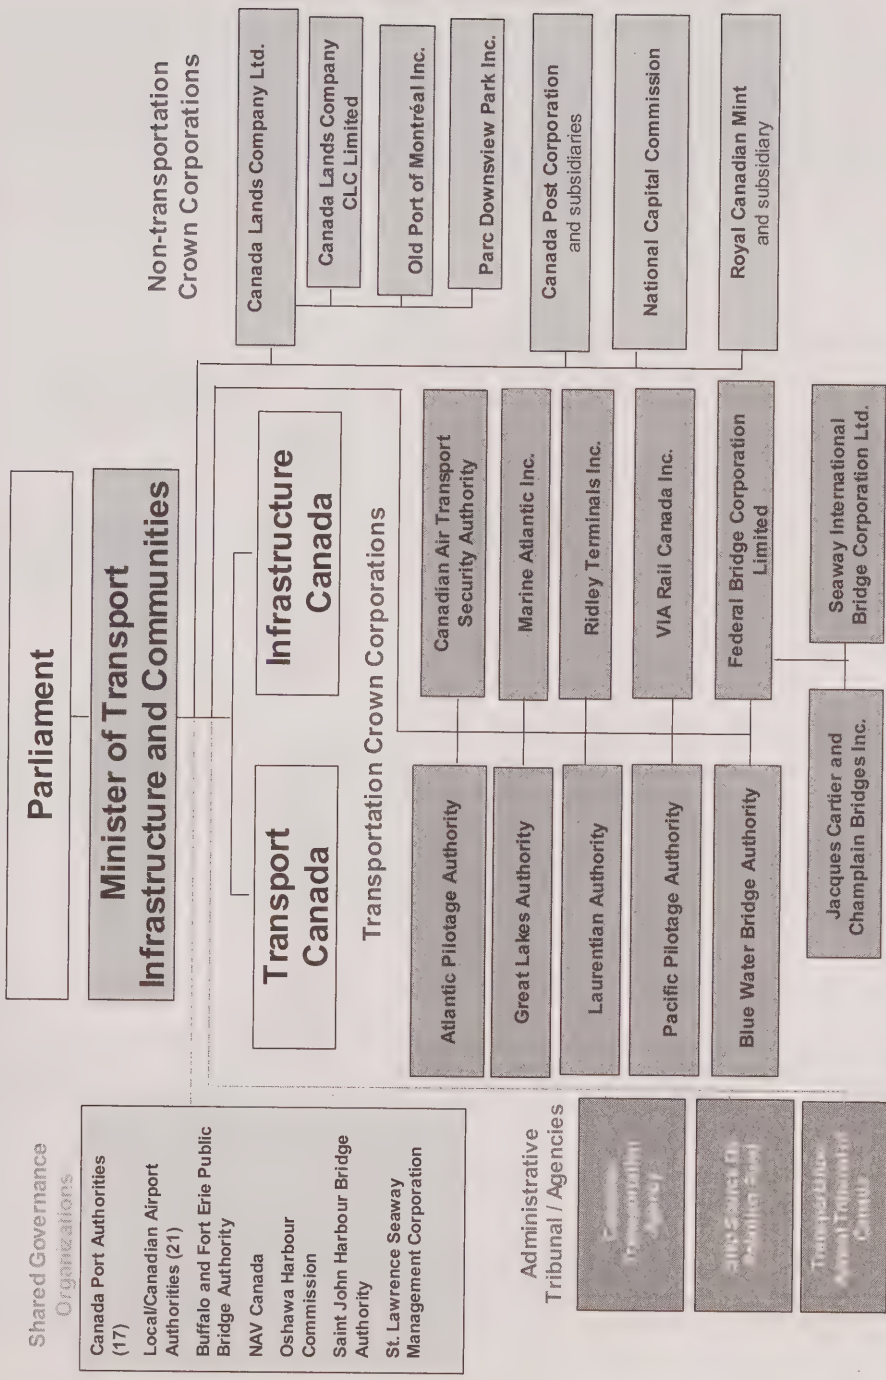 Parliament
Minister of Transport
Infrastructure and Communities
Transport
Canada
Infrastructure
Canada
Shared Governance
Organizations
Canada Port Authorities
(17)
Local/Canadian Airport
Authorities (21)
Buffalo and Fort Erie Public
Bridge Authority
NAV Canada
Oshawa Harbour
Commission
Saint John Harbour Bridge
Authority
St. Lawrence Seaway
Management Corporation
Administrative
Tribunal / Agencies
Transportation
Agency
Canada
Transportation Crown Corporations
Atlantic Pilotage Authority
Great Lakes Authority
Laurentian Authority
Pacific Pilotage Authority
Blue Water Bridge Authority
Canadian Air Transport
Security Authority
Marine Atlantic Inc.
Ridley Terminals Inc.
VIA Rail Canada Inc.
Federal Bridge Corporation
Limited
Jacques Cartier and
Champlain Bridges Inc.
Seaway International
Bridge Corporation Ltd.
Non-transportation
Crown Corporations
Canada Lands Company Ltd.
Canada Lands Company
CLC Limited
Old Port of Montréal Inc.
Parc Downsview Park Inc.
Canada Post Corporation
and subsidiaries
National Capital Commission
Royal Canadian Mint
and subsidiary